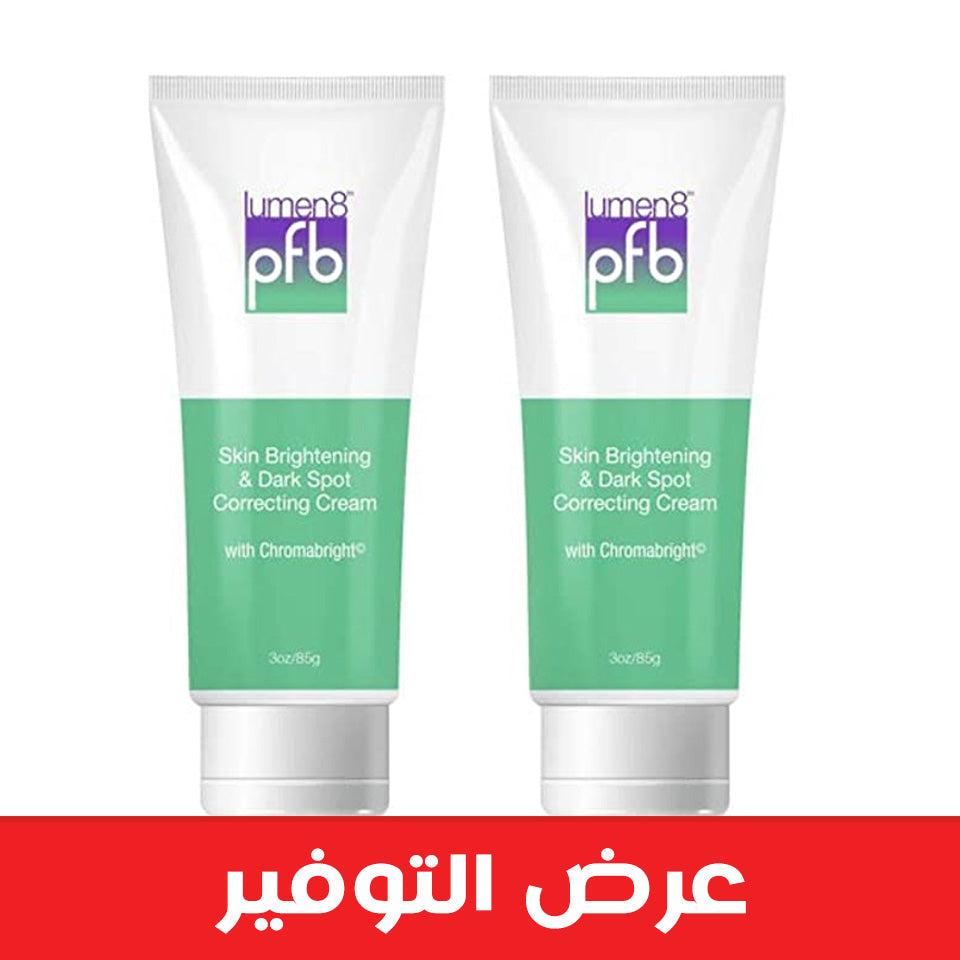 lumen8™
pfb
Skin Brightening
& Dark Spot
Correcting Cream
with Chromabright©
3oz/85g
lumen8™
pfb
Skin Brightening
& Dark Spot
Correcting Cream
with Chromabright©
3oz/85g
عرض التوفير